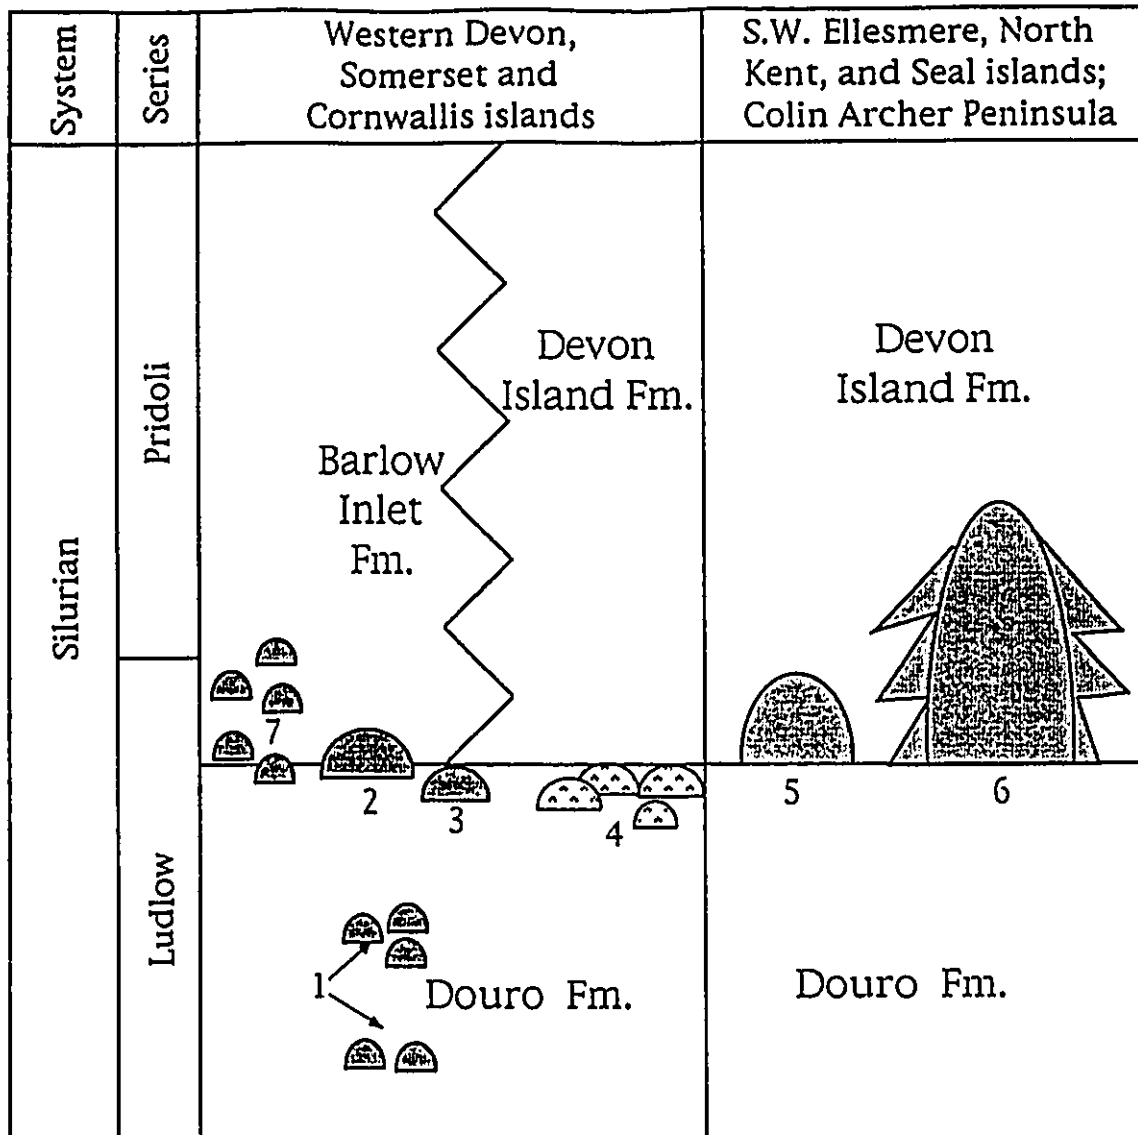 System
Series
Western Devon,
Somerset and
Cornwallis islands
S.W. Ellesmere, North
Kent, and Seal islands;
Colin Archer Peninsula
Silurian
Pridoli
Ludlow
Devon
Island Fm.
Devon
Island Fm.
Barlow
Inlet
Fm.
7
2
3
4
5
6
1
Douro Fm.
Douro Fm.